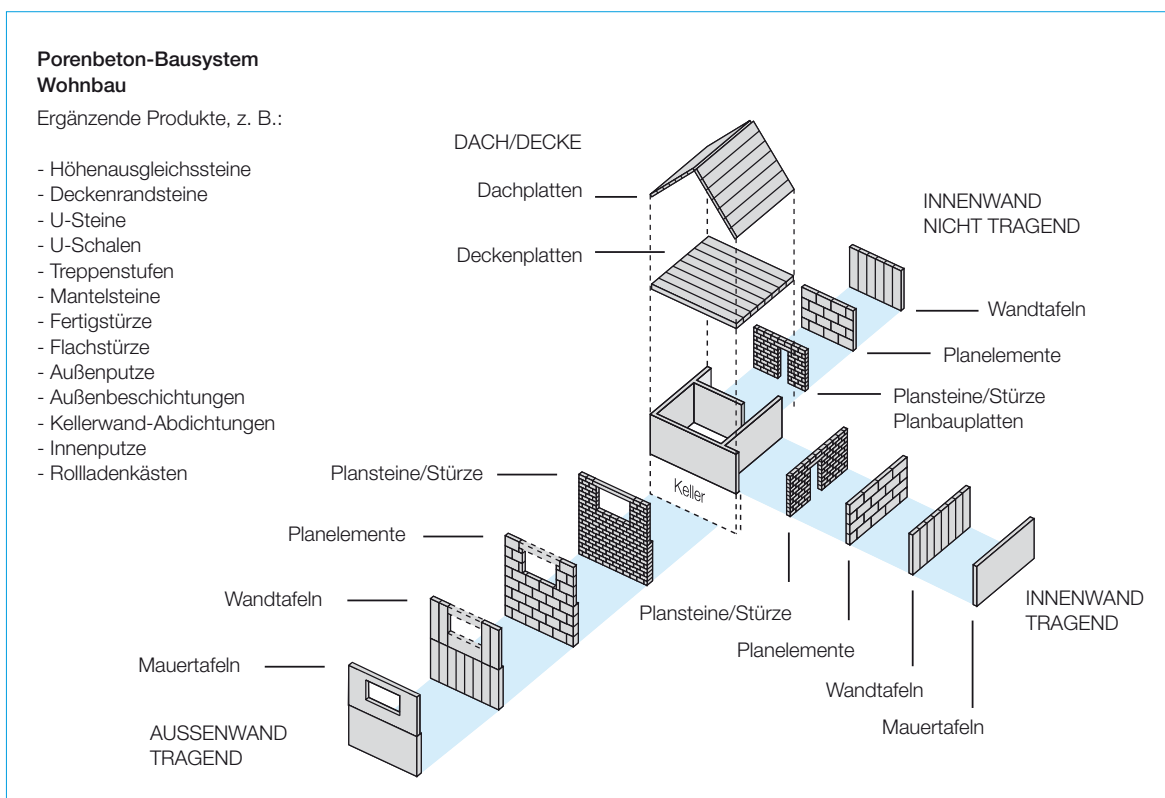 Porenbeton-Bausystem
Wohnbau
Ergänzende Produkte, z. B.:
- Höhenausgleichssteine
- Deckenrandsteine
- U-Steine
- U-Schalen
- Treppenstufen
- Mantelsteine
- Fertigstürze
- Flachstürze
- Außenputze
- Außenbeschichtungen
- Kellerwand-Abdichtungen
- Innenputze
- Rollladenkästen
DACH/DECKE
Dachplatten
Deckenplatten
INNENWAND
NICHT TRAGEND
Wandtafeln
Planelemente
Plansteine/Stürze
Planbauplatten
Keller
Plansteine/Stürze
Planelemente
Wandtafeln
Mauertafeln
AUSSENWAND
TRAGEND
Plansteine/Stürze
Planelemente
Wandtafeln
Mauertafeln
INNENWAND
TRAGEND